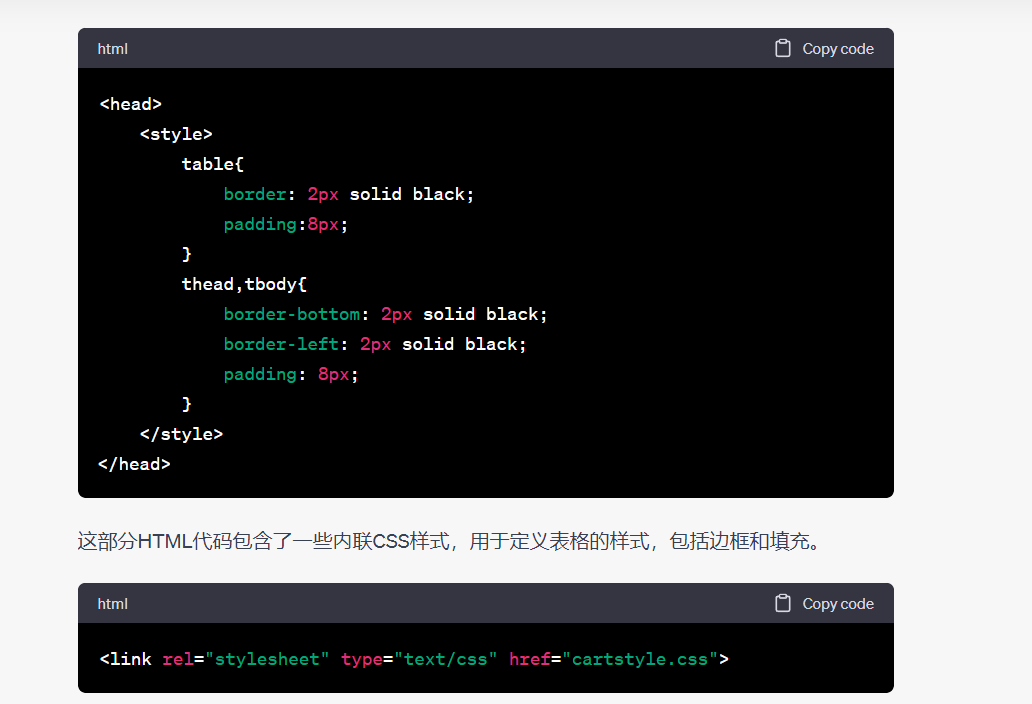 html Copy code
<head>
    <style>
        table{
            border: 2px solid black;
            padding:8px;
        }
        thead,tbody{
            border-bottom: 2px solid black;
            border-left: 2px solid black;
            padding: 8px;
        }
    </style>
</head>
这部分HTML代码包含了一些内联CSS样式，用于定义表格的样式，包括边框和填充。
html Copy code
<link rel="stylesheet" type="text/css" href="cartstyle.css">